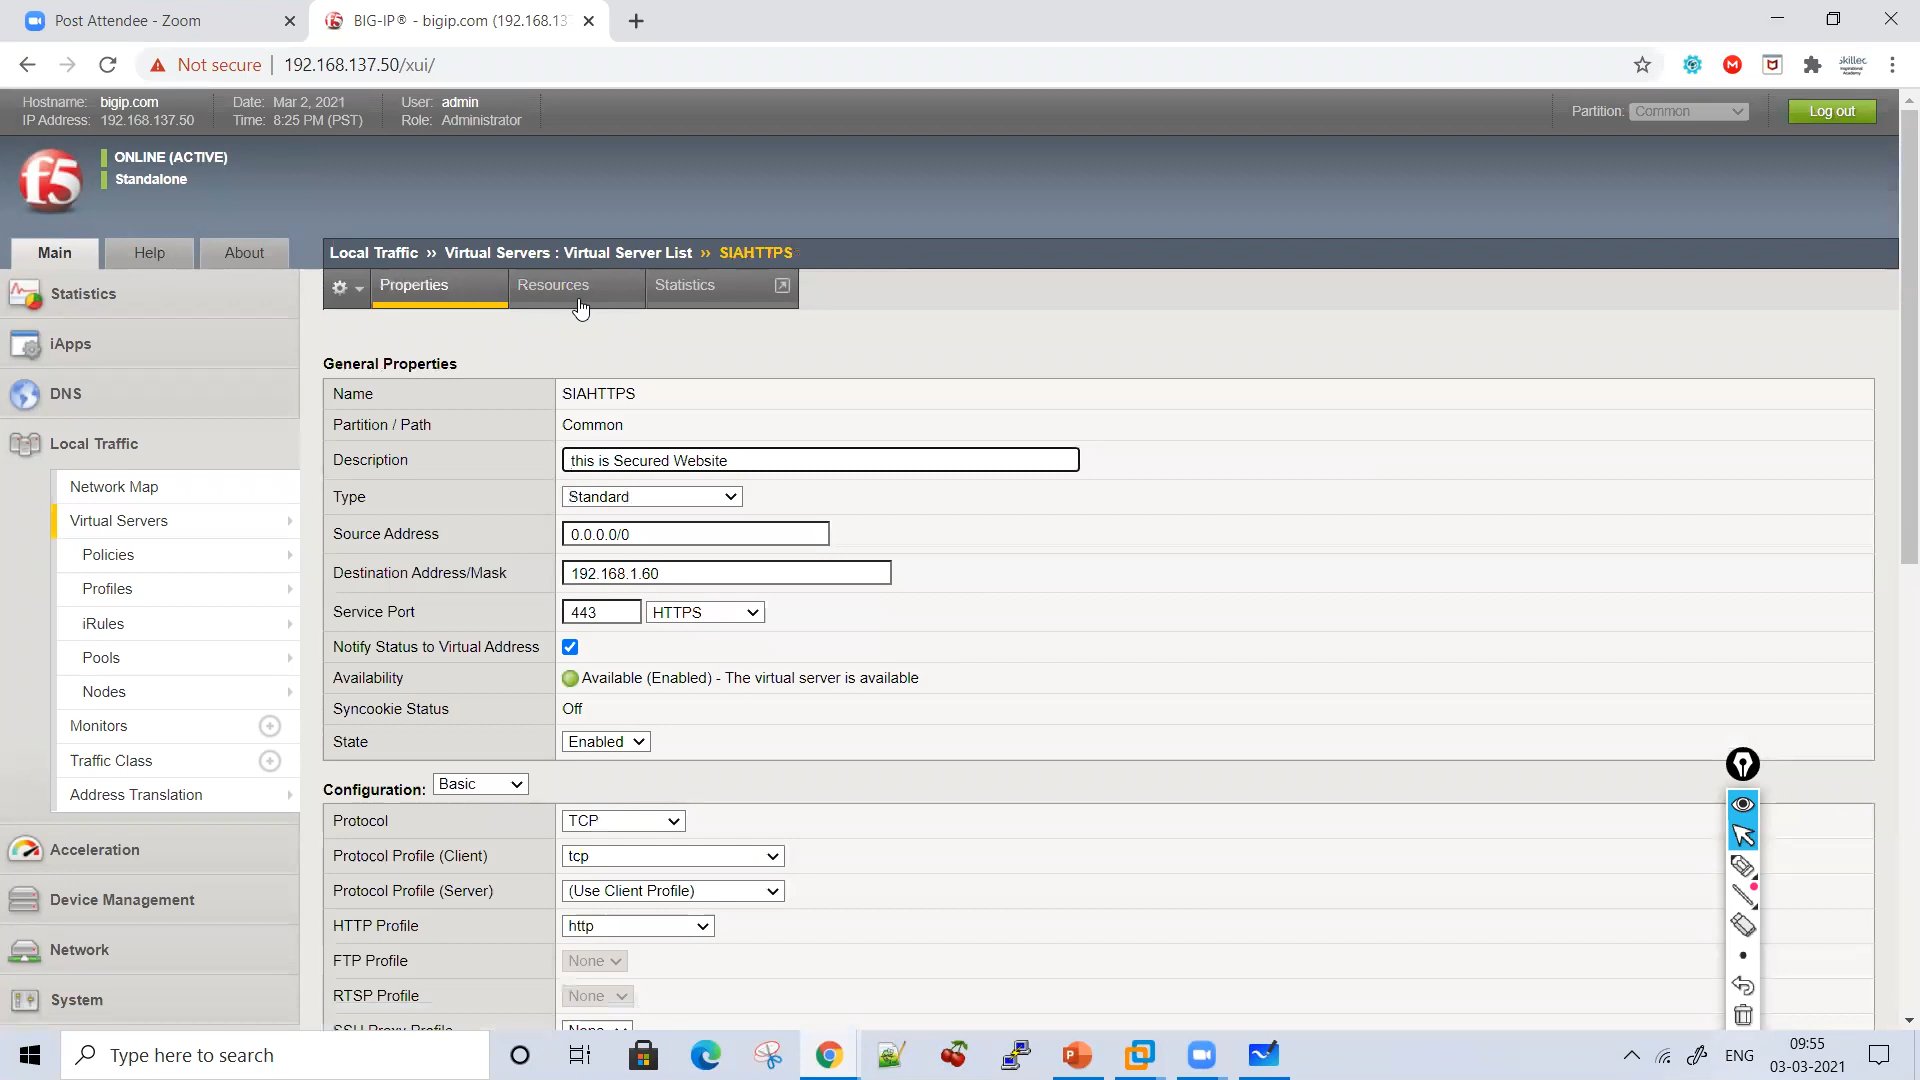 Post Attendee - Zoom
BIG-IP® - bigip.com (192.168.13
Not secure
192.168.137.50/xui/
skillec
Hostname: bigip.com
IP Address: 192.168.137.50
Date: Mar 2, 2021
Time: 8:25 PM (PST)
User: admin
Role: Administrator
Partition: Common
Log out
f5
ONLINE (ACTIVE)
Standalone
Main
Help
About
Local Traffic ›› Virtual Servers : Virtual Server List ›› SIAHTTPS
Properties
Resources
Statistics
Statistics
iApps
DNS
Local Traffic
Network Map
Virtual Servers
Policies
Profiles
iRules
Pools
Nodes
Monitors
Traffic Class
Address Translation
Acceleration
Device Management
Network
System
General Properties
Name SIAHTTPS
Partition / Path Common
Description this is Secured Website
Type Standard
Source Address 0.0.0.0/0
Destination Address/Mask 192.168.1.60
Service Port 443 HTTPS
Notify Status to Virtual Address
Availability Available (Enabled) - The virtual server is available
Syncookie Status Off
State Enabled
Configuration: Basic
Protocol TCP
Protocol Profile (Client) tcp
Protocol Profile (Server) (Use Client Profile)
HTTP Profile http
FTP Profile None
RTSP Profile None
SSH Proxy Profile None
Type here to search
ENG
09:55
03-03-2021